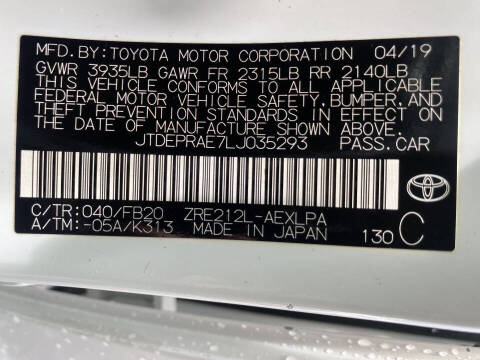 MFD. BY: TOYOTA MOTOR CORPORATION 04/19
GVWR 3935LB GAWR FR 2315LB RR 2140LB
THIS VEHICLE CONFORMS TO ALL APPLICABLE
FEDERAL MOTOR VEHICLE SAFETY, BUMPER, AND
THEFT PREVENTION STANDARDS IN EFFECT ON
THE DATE OF MANUFACTURE SHOWN ABOVE.
JTDEPRAE7LJ035293 PASS.CAR
TOYOTA
C/TR:040/FB20 ZRE212L-AEXLPA
A/TM:-05A/K313 MADE IN JAPAN 130 C